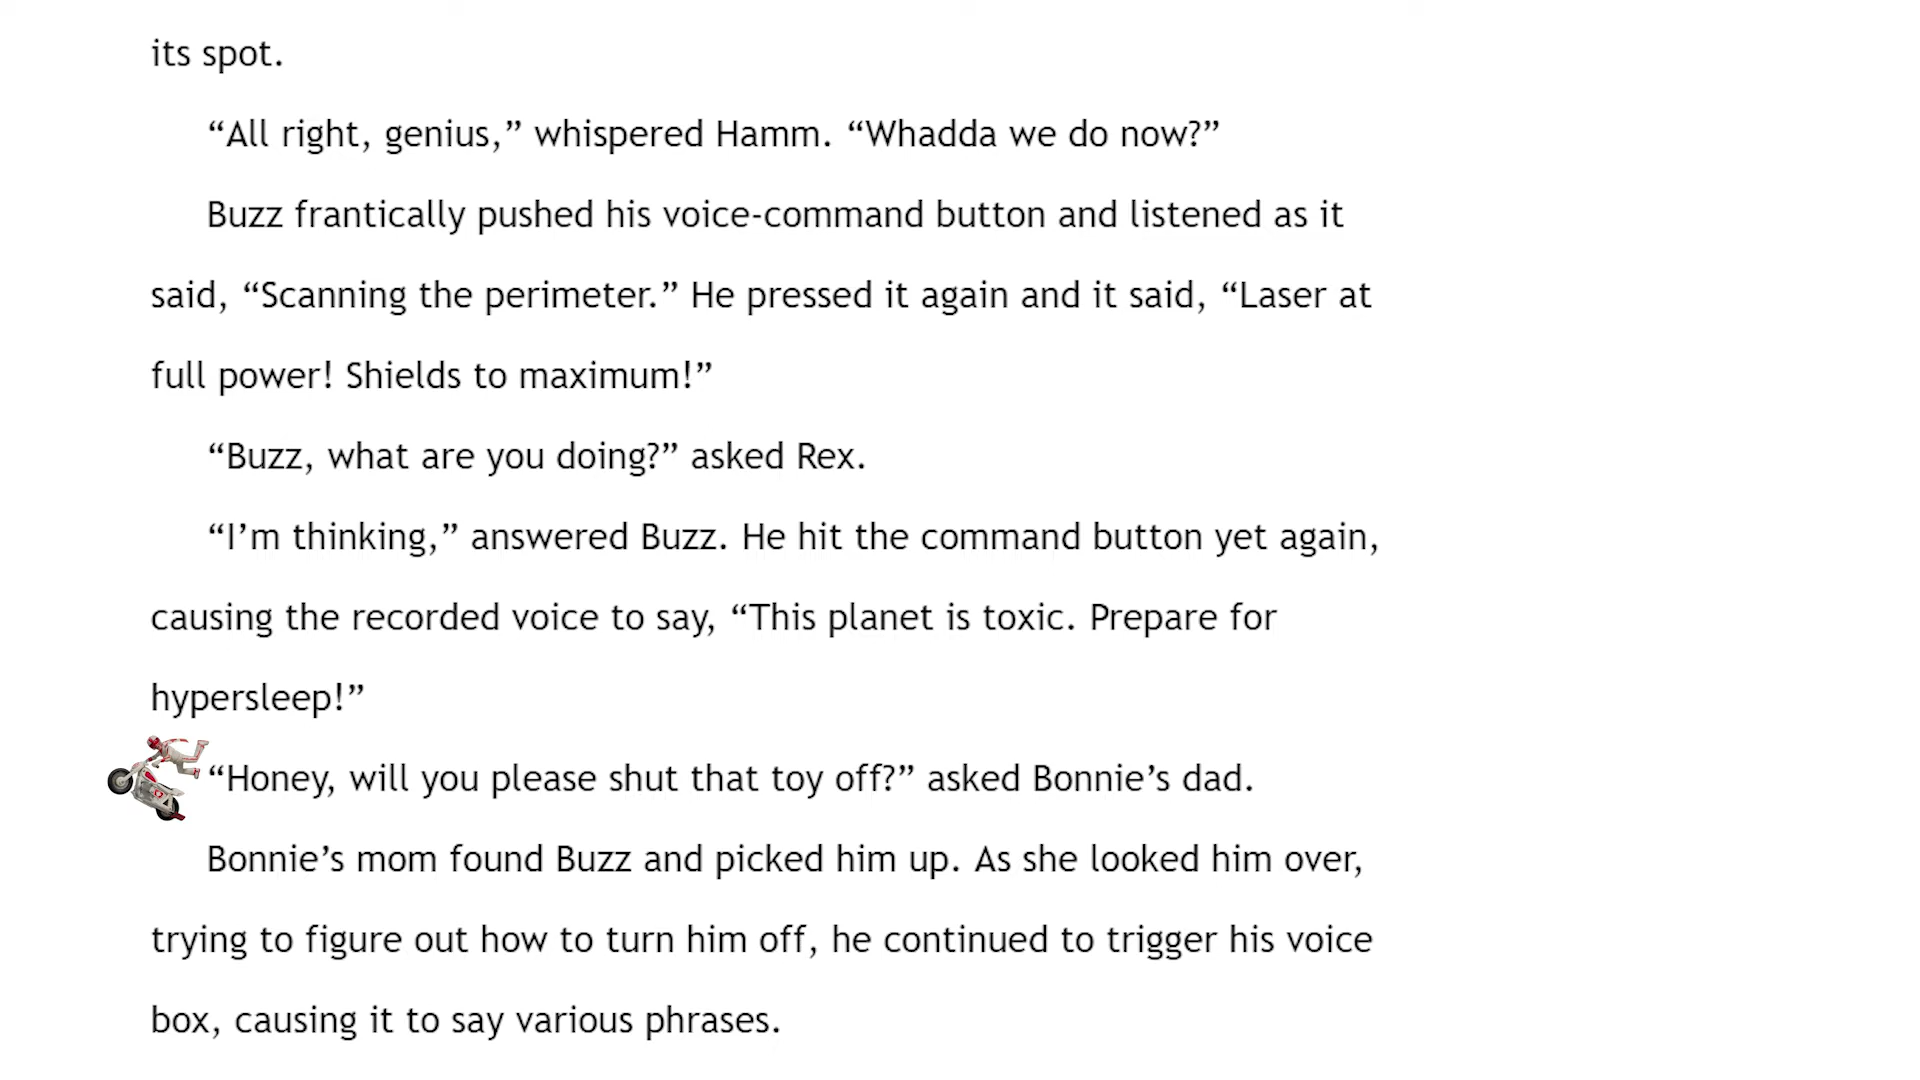 its spot.
“All right, genius,” whispered Hamm. “Whadda we do now?”
Buzz frantically pushed his voice-command button and listened as it
said, “Scanning the perimeter.” He pressed it again and it said, “Laser at
full power! Shields to maximum!”
“Buzz, what are you doing?” asked Rex.
“I’m thinking,” answered Buzz. He hit the command button yet again,
causing the recorded voice to say, “This planet is toxic. Prepare for
hypersleep!”
“Honey, will you please shut that toy off?” asked Bonnie’s dad.
Bonnie’s mom found Buzz and picked him up. As she looked him over,
trying to figure out how to turn him off, he continued to trigger his voice
box, causing it to say various phrases.